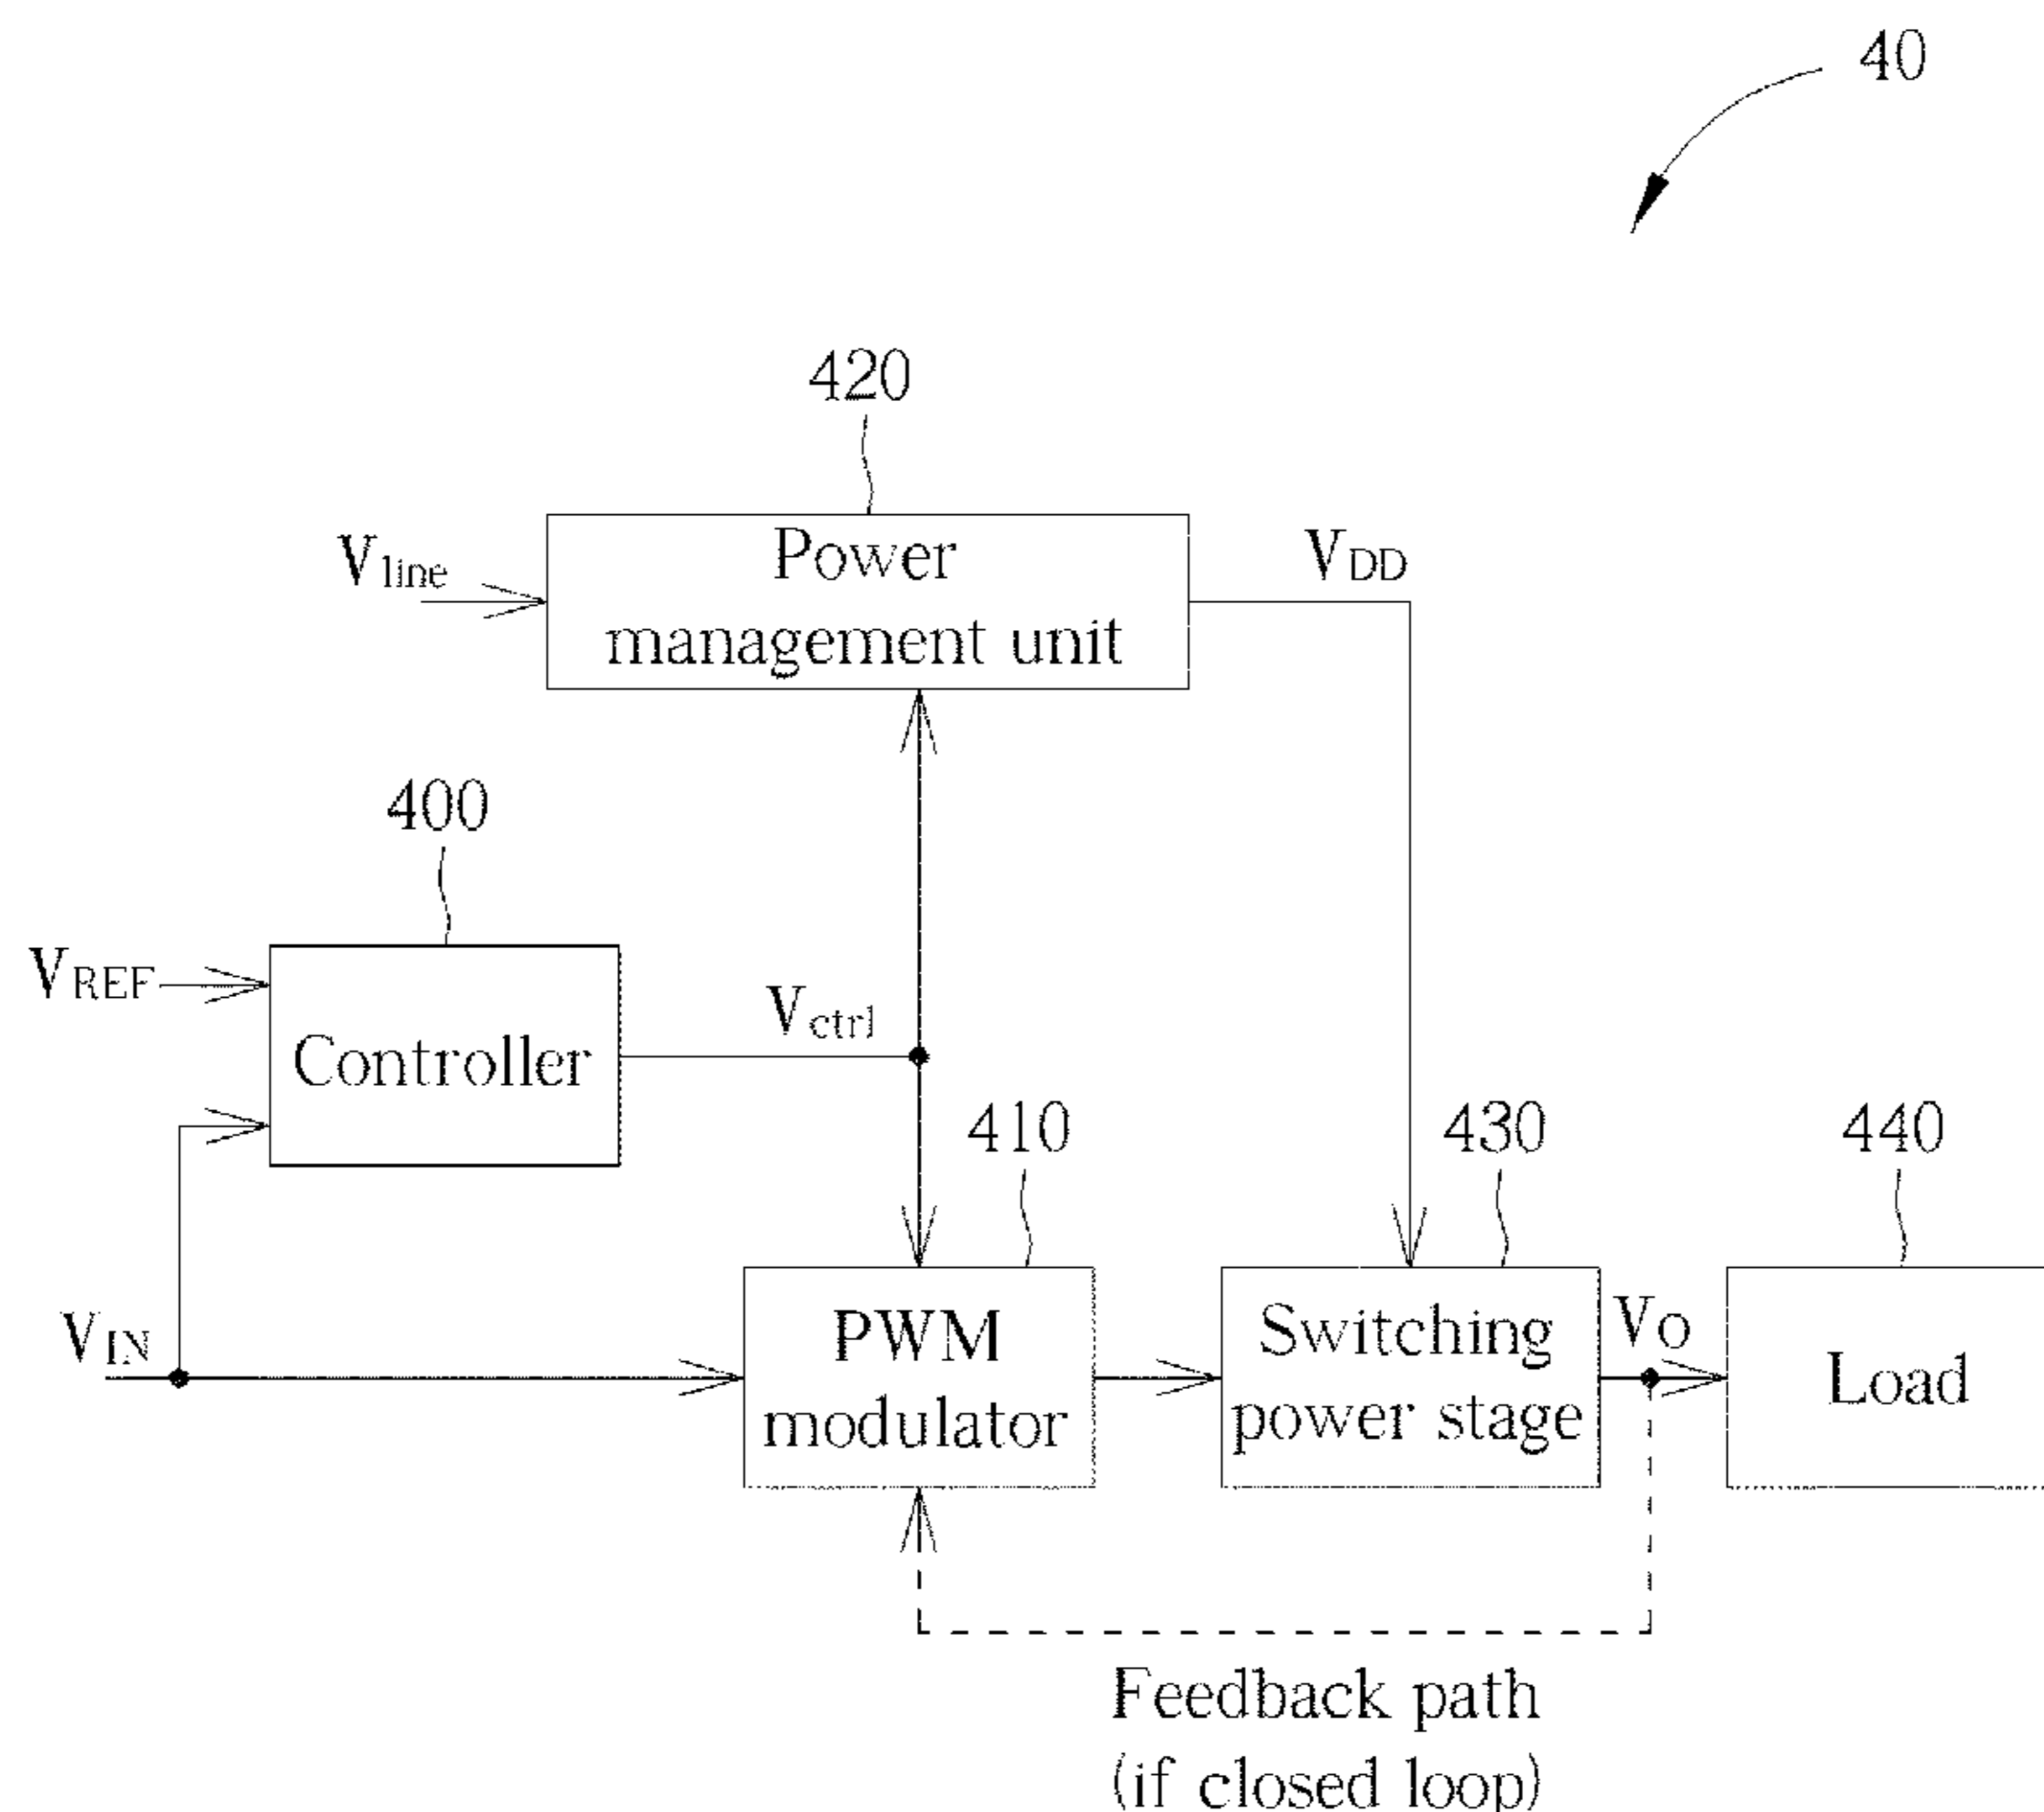 40
420
Vline
Power
management unit
VDD
400
VREF
Controller
Vctrl
410
430
440
VIN
PWM
modulator
Switching
power stage
VO
Load
Feedback path
(if closed loop)